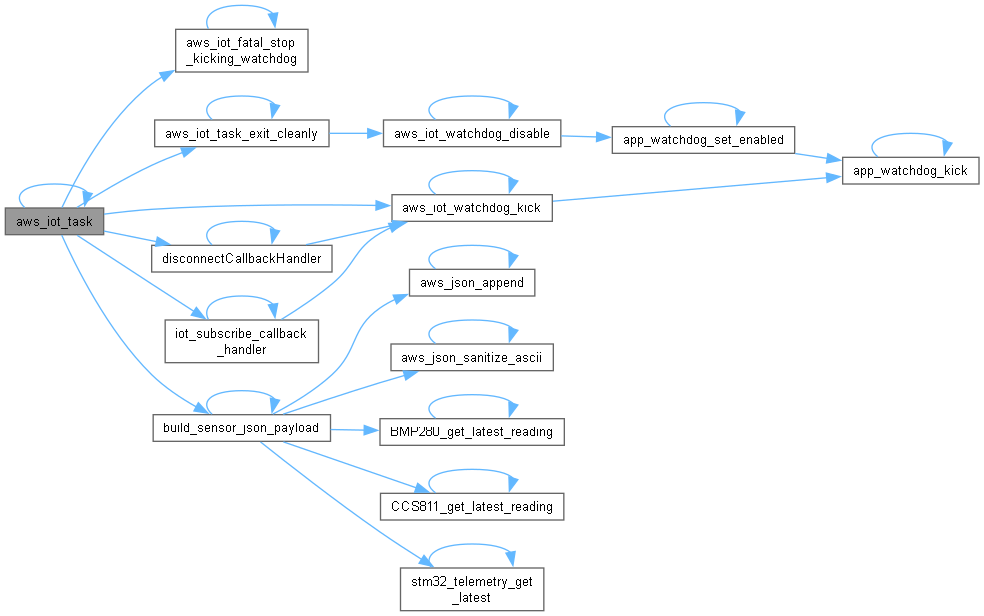 aws_iot_fatal_stop
_kicking_watchdog
aws_iot_task_exit_cleanly
aws_iot_watchdog_disable
app_watchdog_set_enabled
app_watchdog_kick
aws_iot_task
aws_iot_watchdog_kick
disconnectCallbackHandler
aws_json_append
iot_subscribe_callback
_handler
aws_json_sanitize_ascii
build_sensor_json_payload
BMP280_get_latest_reading
CCS811_get_latest_reading
stm32_telemetry_get
_latest